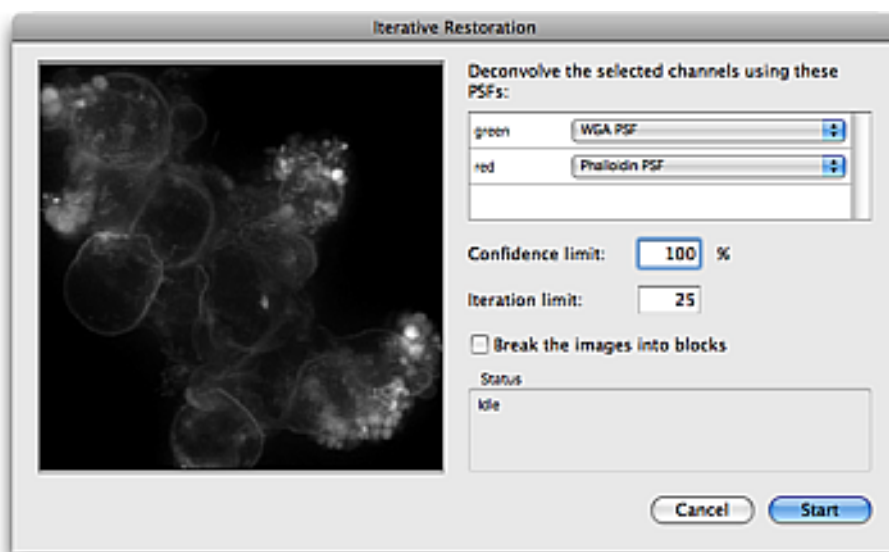 Iterative Restoration
Deconvolve the selected channels using these
PSFs:
green WGA PSF
red Phalloidin PSF
Confidence limit: 100 %
Iteration limit: 25
Break the images into blocks
Status
Idle
Cancel Start